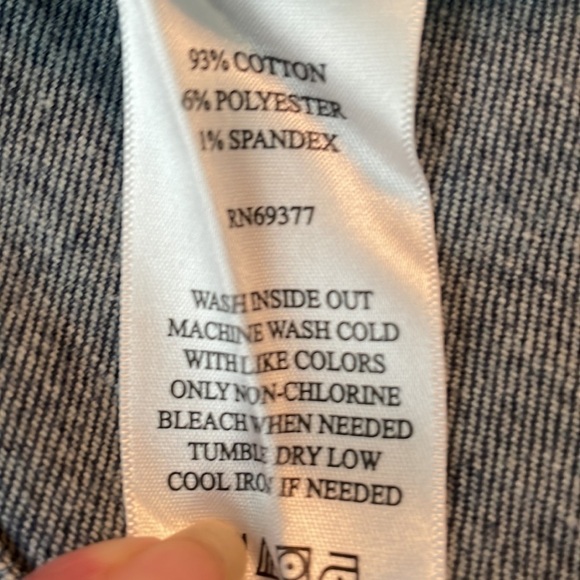 93% COTTON
6% POLYESTER
1% SPANDEX
RN69377
WASH INSIDE OUT
MACHINE WASH COLD
WITH LIKE COLORS
ONLY NON-CHLORINE
BLEACH WHEN NEEDED
TUMBLE DRY LOW
COOL IRON IF NEEDED